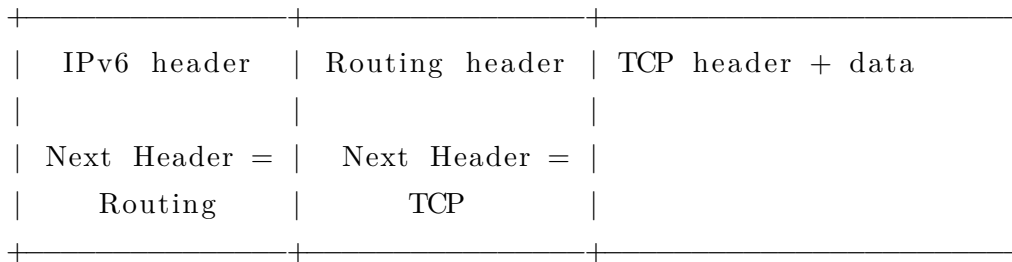 +---------------+----------------+------------------------
| IPv6 header | Routing header | TCP header + data
| | |
| Next Header = | Next Header = |
| Routing | TCP |
+---------------+----------------+------------------------